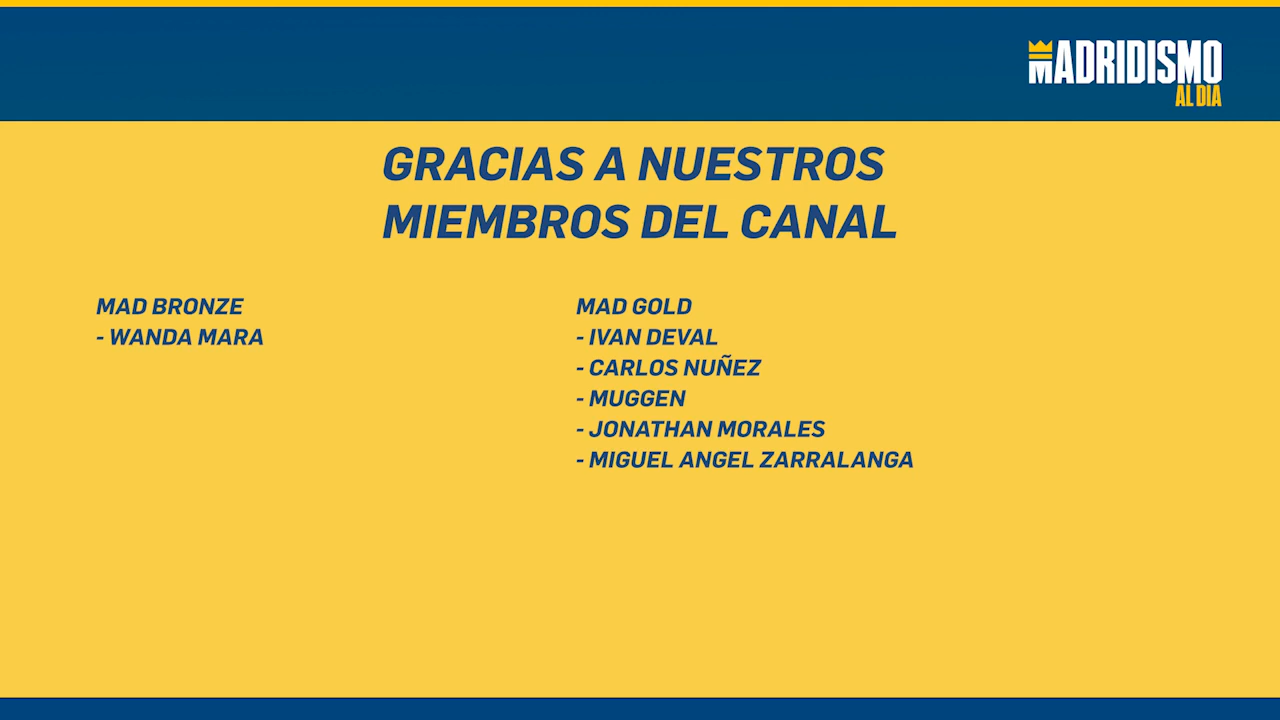 MADRIDISMO
AL DIA
GRACIAS A NUESTROS
MIEMBROS DEL CANAL
MAD BRONZE
- WANDA MARA
MAD GOLD
- IVAN DEVAL
- CARLOS NUÑEZ
- MUGGEN
- JONATHAN MORALES
- MIGUEL ANGEL ZARRALANGA